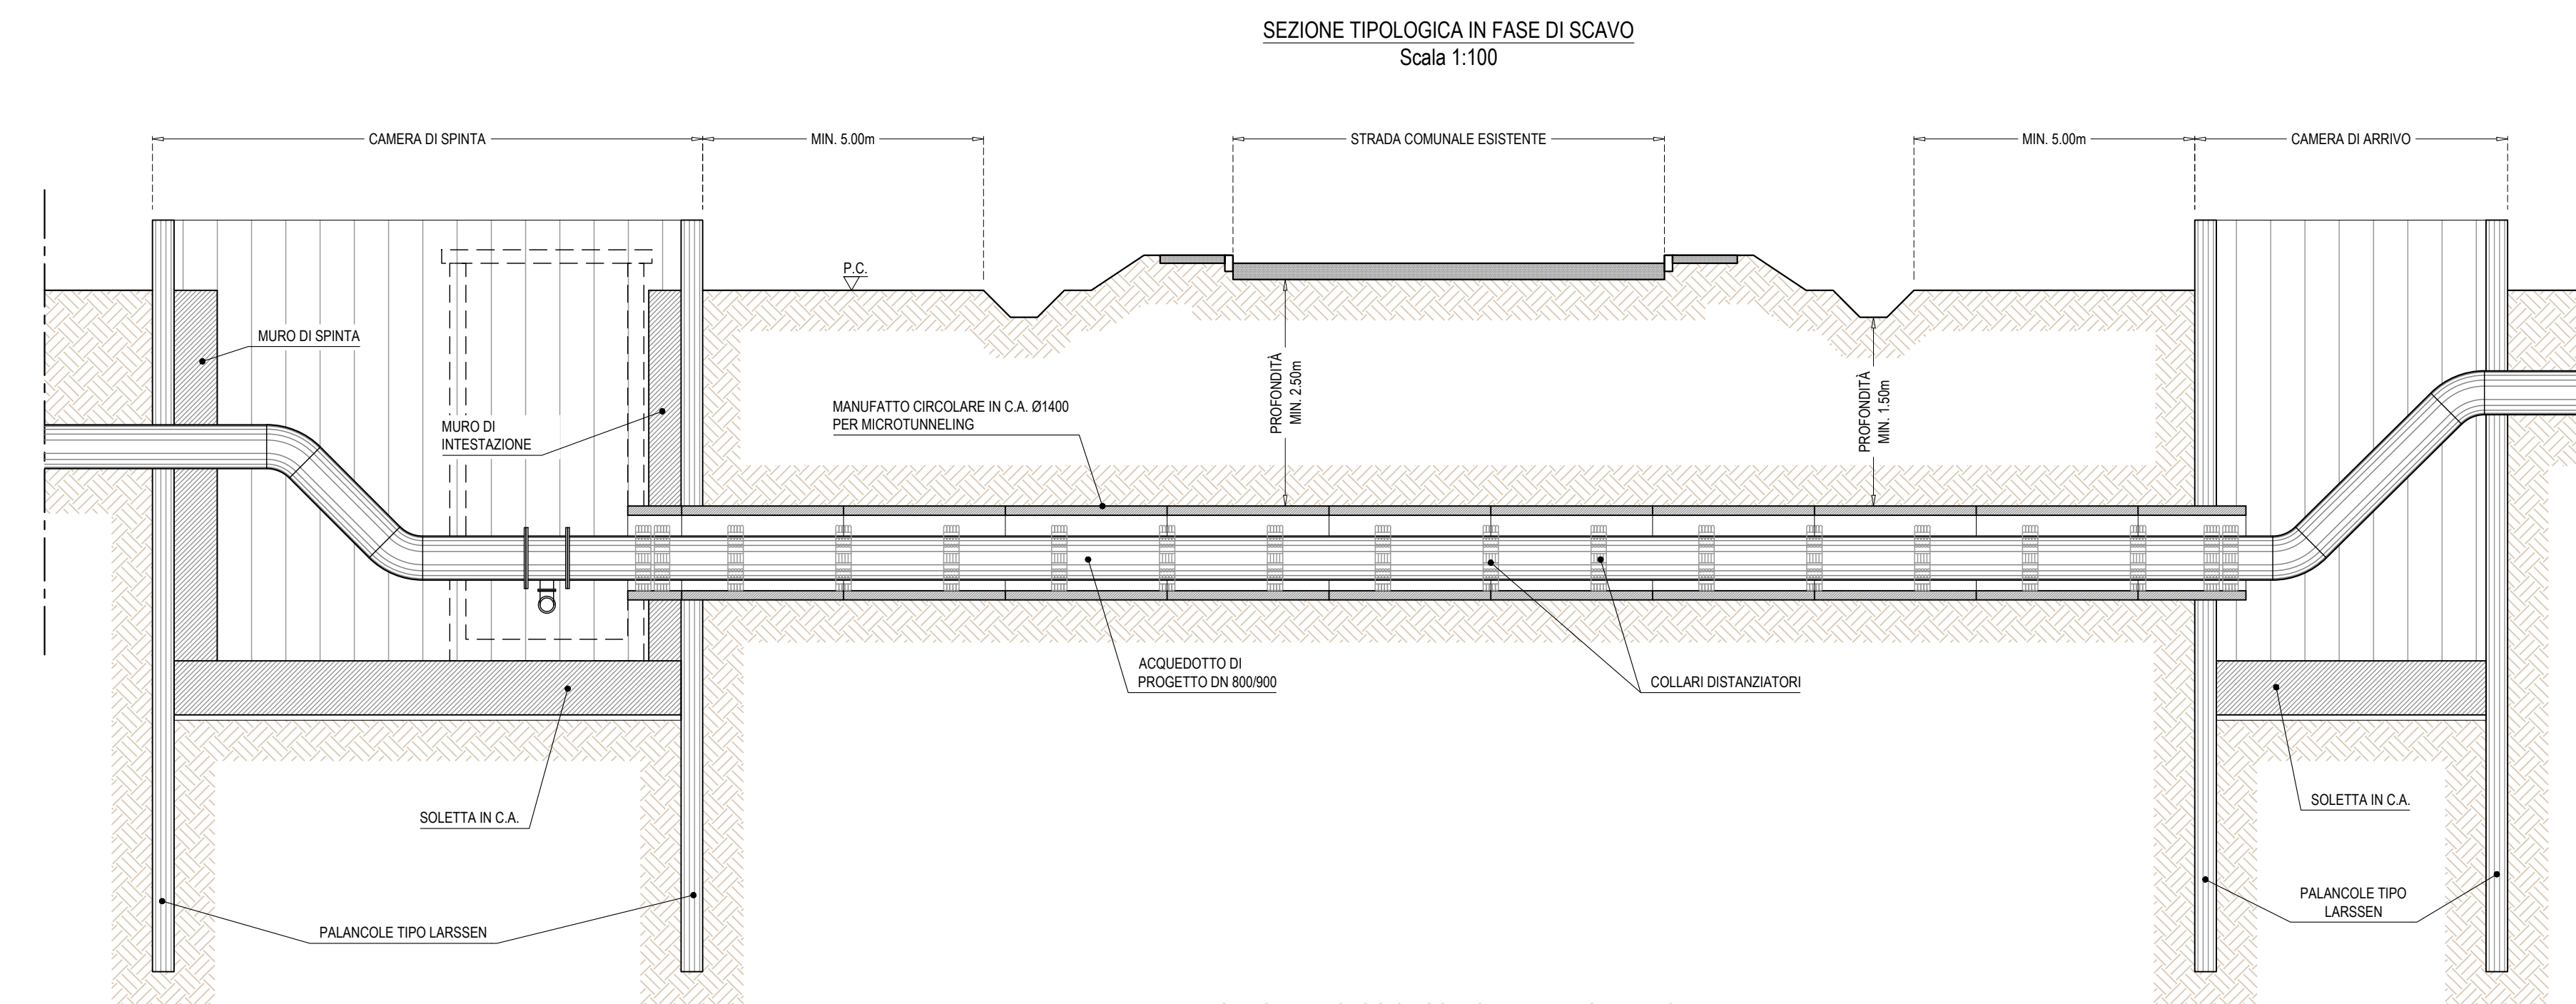 SEZIONE TIPOLOGICA IN FASE DI SCAVO
Scala 1:100
CAMERA DI SPINTA
MIN. 5.00m
STRADA COMUNALE ESISTENTE
MIN. 5.00m
CAMERA DI ARRIVO
P.C.
MURO DI SPINTA
MURO DI
INTESTAZIONE
MANUFATTO CIRCOLARE IN C.A. Ø1400
PER MICROTUNNELING
PROFONDITÀ
MIN. 2.50m
PROFONDITÀ
MIN. 1.50m
ACQUEDOTTO DI
PROGETTO DN 800/900
COLLARI DISTANZIATORI
SOLETTA IN C.A.
SOLETTA IN C.A.
PALANCOLE TIPO LARSSEN
PALANCOLE TIPO
LARSSEN